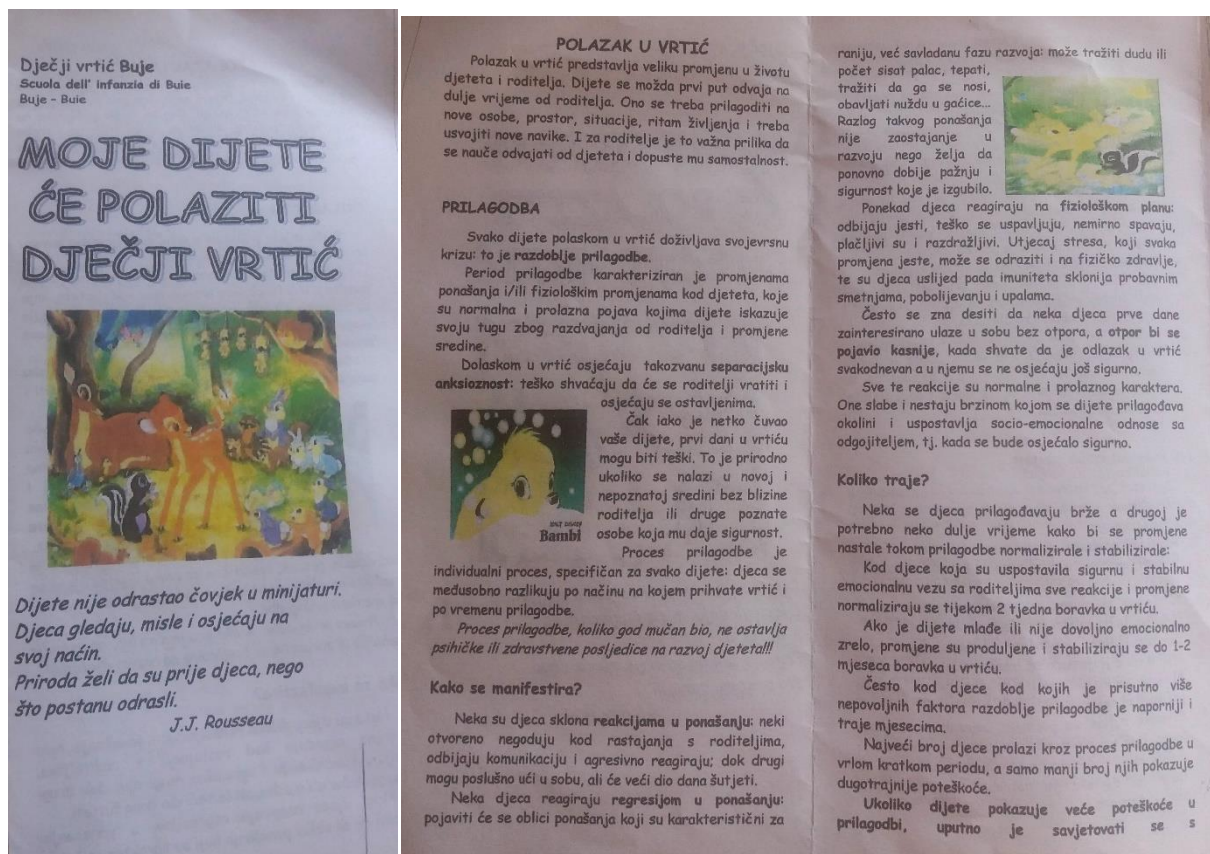 Dječji vrtić Buje
Scuola dell' Infanzia di Buie
Buje - Buie
MOJE DIJETE
ĆE POLAZITI
DJEČJI VRTIĆ
Dijete nije odrastao čovjek u minijaturi.
Djeca gledaju, misle i osjećaju na
svoj naćin.
Priroda želi da su prije djeca, nego
što postanu odrasli.
J.J. Rousseau
POLAZAK U VRTIĆ
Polazak u vrtić predstavlja veliku promjenu u životu
djeteta i roditelja. Dijete se možda prvi put odvaja na
dulje vrijeme od roditelja. Ono se treba prilagoditi na
nove osobe, prostor, situacije, ritam življenja i treba
usvojiti nove navike. I za roditelje je to važna prilika da
se nauče odvajati od djeteta i dopuste mu samostalnost.
PRILAGODBA
Svako dijete polaskom u vrtić doživljava svojevrsnu
krizu: to je razdoblje prilagodbe.
Period prilagodbe karakteriziran je promjenama
ponašanja i/ili fiziološkim promjenama kod djeteta, koje
su normalna i prolazna pojava kojima dijete iskazuje
svoju tugu zbog razdvajanja od roditelja i promjene
sredine.
Dolaskom u vrtić osjećaju takozvanu separacijsku
anksioznost: teško shvaćaju da će se roditelji vratiti i
osjećaju se ostavljenima.
Čak iako je netko čuvao
vaše dijete, prvi dani u vrtiću
mogu biti teški. To je prirodno
ukoliko se nalazi u novoj i
nepoznatoj sredini bez blizine
roditelja ili druge poznate
osobe koja mu daje sigurnost.
WALT DISNEY
Bambi
Proces prilagodbe je
individualni proces, specifičan za svako dijete: djeca se
međusobno razlikuju po načinu na kojem prihvate vrtić i
po vremenu prilagodbe.
Proces prilagodbe, koliko god mučan bio, ne ostavlja
psihičke ili zdravstvene posljedice na razvoj djeteta!!!
Kako se manifestira?
Neka su djeca sklona reakcijama u ponašanju: neki
otvoreno negoduju kod rastajanja s roditeljima,
odbijaju komunikaciju i agresivno reagiraju; dok drugi
mogu poslušno ući u sobu, ali će veći dio dana šutjeti.
Neka djeca reagiraju regresijom u ponašanju:
pojaviti će se oblici ponašanja koji su karakteristični za
raniju, već savladanu fazu razvoja: može tražiti dudu ili
počet sisat palac, tepati,
tražiti da ga se nosi,
obavljati nuždu u gaćice...
Razlog takvog ponašanja
nije zaostajanje u
razvoju nego želja da
ponovno dobije pažnju i
sigurnost koje je izgubilo.
Ponekad djeca reagiraju na fiziološkom planu:
odbijaju jesti, teško se uspavljuju, nemirno spavaju,
plačljivi su i razdražljivi. Utjecaj stresa, koji svaka
promjena jeste, može se odraziti i na fizičko zdravlje,
te su djeca uslijed pada imuniteta sklonija probavnim
smetnjama, pobolijevanju i upalama.
Često se zna desiti da neka djeca prve dane
zainteresirano ulaze u sobu bez otpora, a otpor bi se
pojavio kasnije, kada shvate da je odlazak u vrtić
svakodnevan a u njemu se ne osjećaju još sigurno.
Sve te reakcije su normalne i prolaznog karaktera.
One slabe i nestaju brzinom kojom se dijete prilagođava
okolini i uspostavlja socio-emocionalne odnose sa
odgojiteljem, tj. kada se bude osjećalo sigurno.
Koliko traje?
Neka se djeca prilagođavaju brže a drugoj je
potrebno neko dulje vrijeme kako bi se promjene
nastale tokom prilagodbe normalizirale i stabilizirale:
Kod djece koja su uspostavila sigurnu i stabilnu
emocionalnu vezu sa roditeljima sve reakcije i promjene
normaliziraju se tijekom 2 tjedna boravka u vrtiću.
Ako je dijete mlađe ili nije dovoljno emocionalno
zrelo, promjene su produljene i stabiliziraju se do 1-2
mjeseca boravka u vrtiću.
Često kod djece kod kojih je prisutno više
nepovoljnih faktora razdoblje prilagodbe je naporniji i
traje mjesecima.
Najveći broj djece prolazi kroz proces prilagodbe u
vrlom kratkom periodu, a samo manji broj njih pokazuje
dugotrajnije poteškoće.
Ukoliko dijete pokazuje veće poteškoće u
prilagodbi, uputno je savjetovati se s